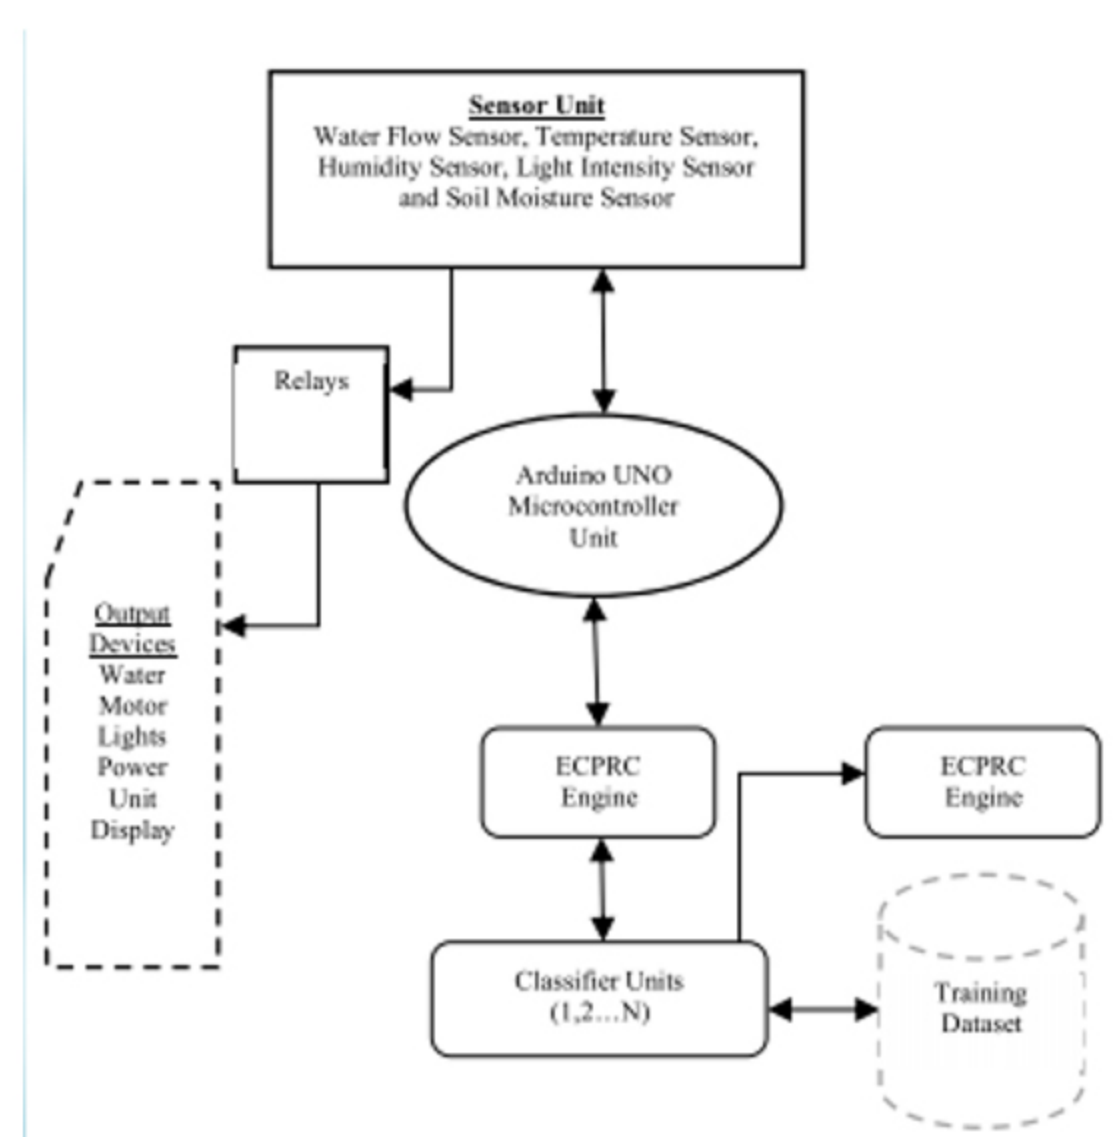 Sensor Unit
Water Flow Sensor, Temperature Sensor,
Humidity Sensor, Light Intensity Sensor
and Soil Moisture Sensor
Relays
Arduino UNO
Microcontroller
Unit
Output
Devices
Water
Motor
Lights
Power
Unit
Display
ECPRC
Engine
ECPRC
Engine
Classifier Units
(1,2...N)
Training
Dataset